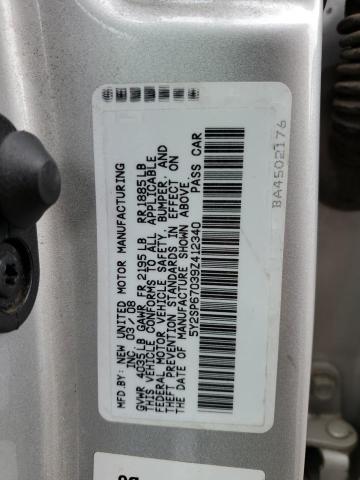 MFD.BY: NEW UNITED MOTOR MANUFACTURING
INC. 03/08
GVWR 4035LB GAWR FR 2195LB RR 1885LB
THIS VEHICLE CONFORMS TO ALL APPLICABLE
FEDERAL MOTOR VEHICLE SAFETY, BUMPER, AND
THEFT PREVENTION STANDARDS IN EFFECT ON
THE DATE OF MANUFACTURE SHOWN ABOVE.
5Y2SP67039Z412340 PASS CAR
BA4502176